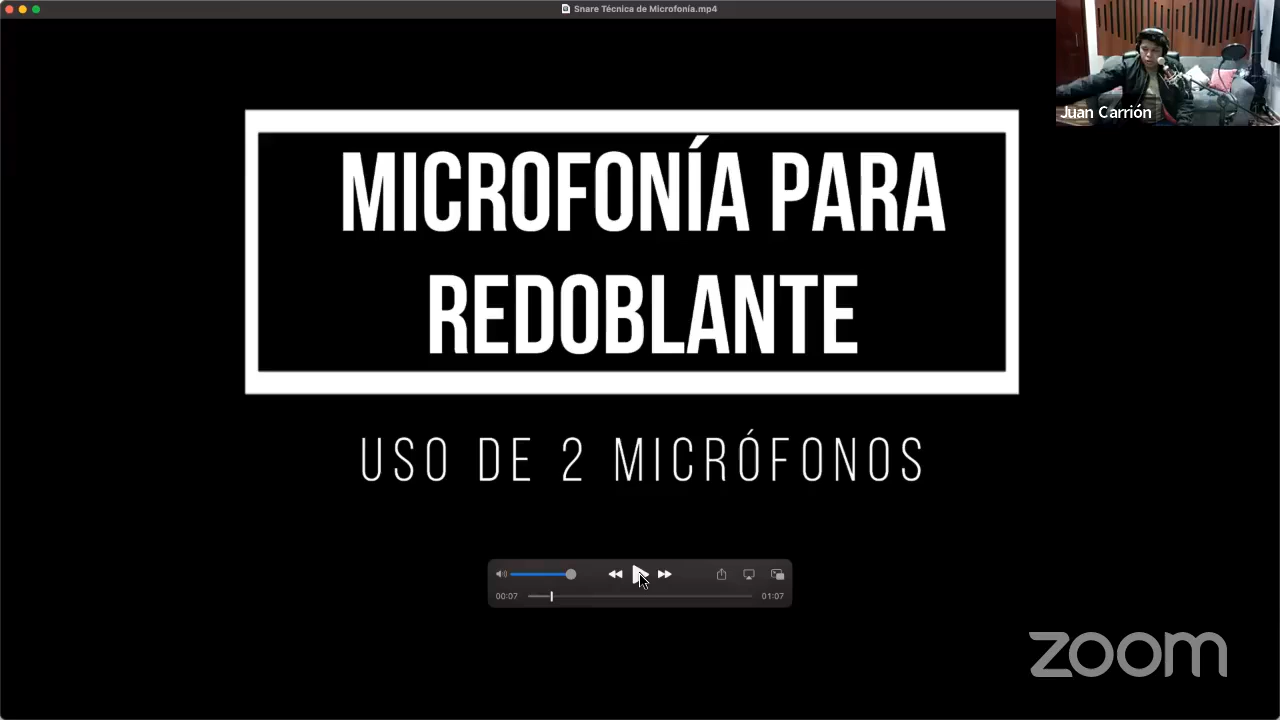 Snare Técnica de Microfonía.mp4
Juan Carrión
MICROFONÍA PARA
REDOBLANTE
USO DE 2 MICRÓFONOS
00:07
01:07
zoom